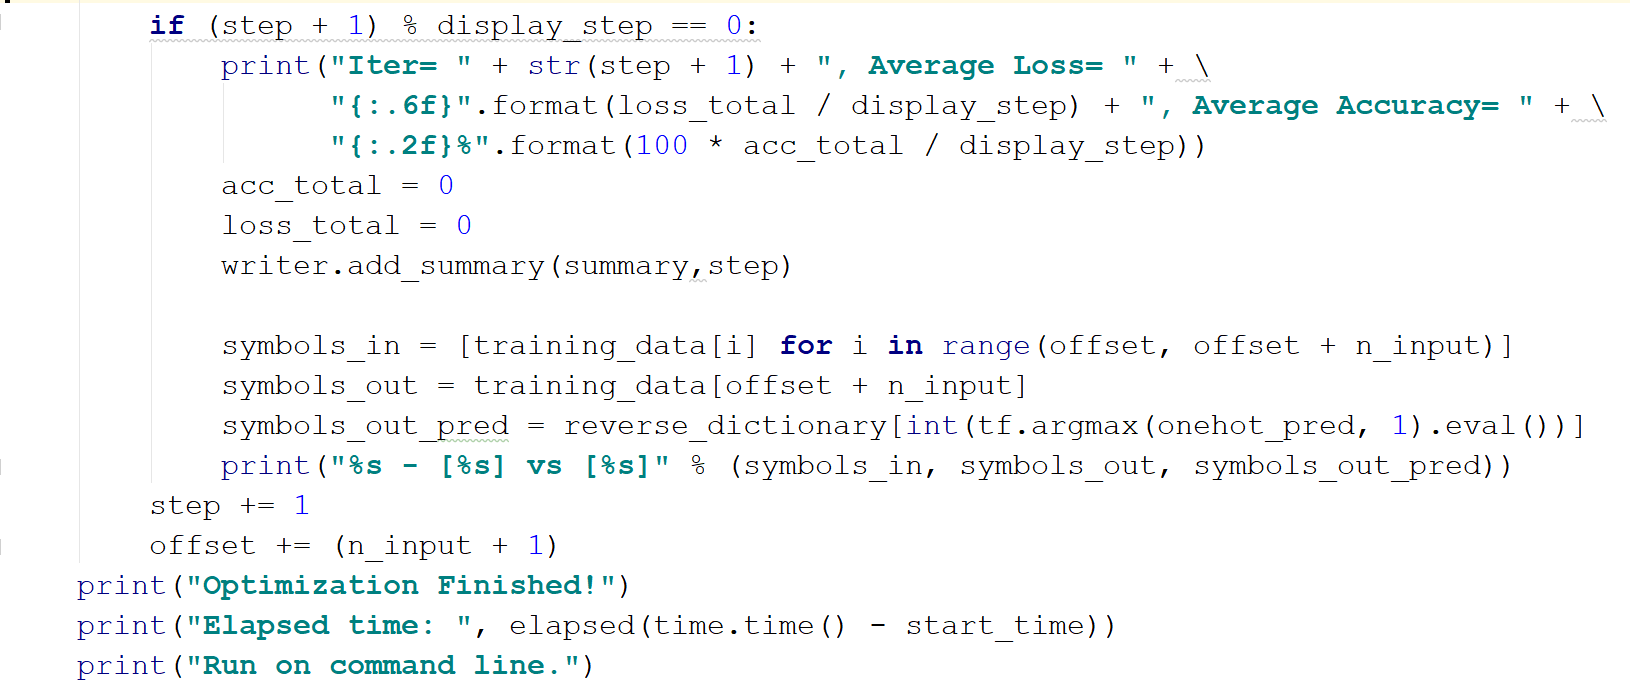 if (step + 1) % display_step == 0:
print("Iter= " + str(step + 1) + ", Average Loss= " + \
"{:.6f}".format(loss_total / display_step) + ", Average Accuracy= " + \
"{:.2f}%".format(100 * acc_total / display_step))
acc_total = 0
loss_total = 0
writer.add_summary(summary,step)
symbols_in = [training_data[i] for i in range(offset, offset + n_input)]
symbols_out = training_data[offset + n_input]
symbols_out_pred = reverse_dictionary[int(tf.argmax(onehot_pred, 1).eval())]
print("%s - [%s] vs [%s]" % (symbols_in, symbols_out, symbols_out_pred))
step += 1
offset += (n_input + 1)
print("Optimization Finished!")
print("Elapsed time: ", elapsed(time.time() - start_time))
print("Run on command line.")